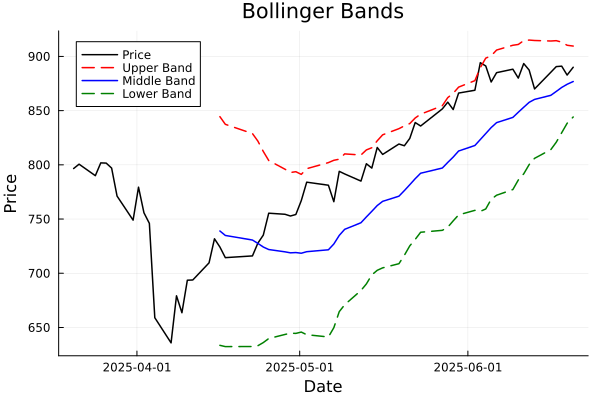 Bollinger Bands
Price
Upper Band
Middle Band
Lower Band
900
850
800
750
700
650
Price
2025-04-01
2025-05-01
2025-06-01
Date